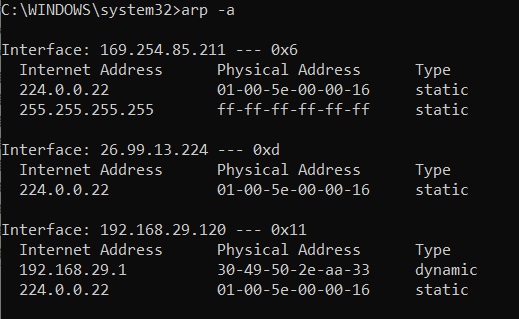 C:\WINDOWS\system32>arp -a
Interface: 169.254.85.211 --- 0x6
Internet Address Physical Address Type
224.0.0.22 01-00-5e-00-00-16 static
255.255.255.255 ff-ff-ff-ff-ff-ff static
Interface: 26.99.13.224 --- 0xd
Internet Address Physical Address Type
224.0.0.22 01-00-5e-00-00-16 static
Interface: 192.168.29.120 --- 0x11
Internet Address Physical Address Type
192.168.29.1 30-49-50-2e-aa-33 dynamic
224.0.0.22 01-00-5e-00-00-16 static